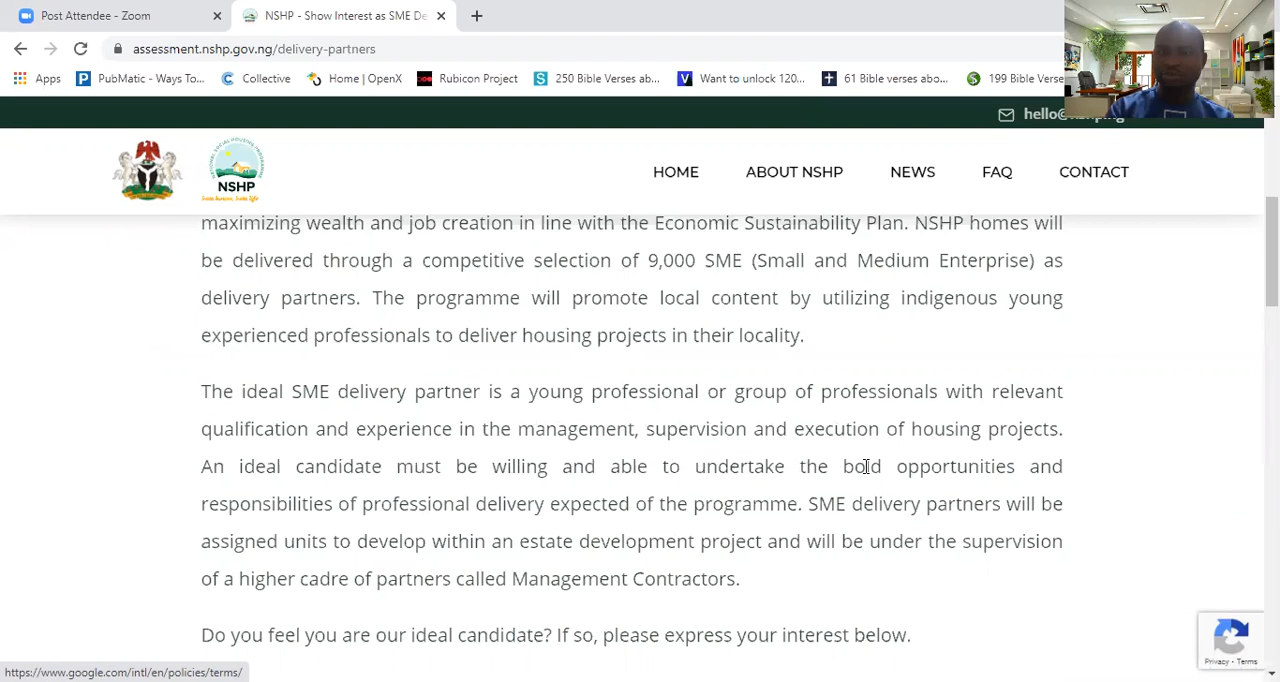 Post Attendee - Zoom
NSHP - Show Interest as SME De
assessment.nshp.gov.ng/delivery-partners
Apps
PubMatic - Ways To...
Collective
Home | OpenX
Rubicon Project
250 Bible Verses ab...
Want to unlock 120...
61 Bible verses abo...
199 Bible Verse
hello@
HOME
ABOUT NSHP
NEWS
FAQ
CONTACT
NSHP
maximizing wealth and job creation in line with the Economic Sustainability Plan. NSHP homes will
be delivered through a competitive selection of 9,000 SME (Small and Medium Enterprise) as
delivery partners. The programme will promote local content by utilizing indigenous young
experienced professionals to deliver housing projects in their locality.
The ideal SME delivery partner is a young professional or group of professionals with relevant
qualification and experience in the management, supervision and execution of housing projects.
An ideal candidate must be willing and able to undertake the bold opportunities and
responsibilities of professional delivery expected of the programme. SME delivery partners will be
assigned units to develop within an estate development project and will be under the supervision
of a higher cadre of partners called Management Contractors.
Do you feel you are our ideal candidate? If so, please express your interest below.
Privacy - Terms
https://www.google.com/intl/en/policies/terms/